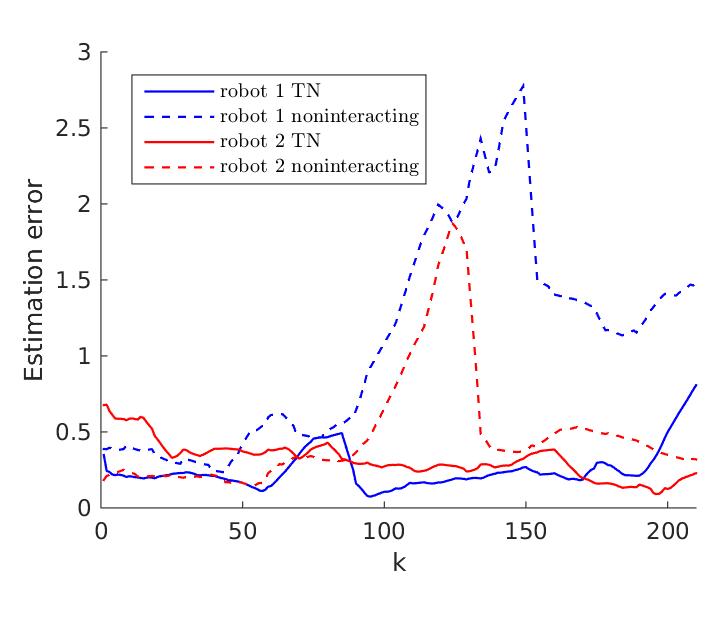 3
2.5
2
1.5
1
0.5
0
Estimation error
robot 1 TN
robot 1 noninteracting
robot 2 TN
robot 2 noninteracting
0 50 100 150 200
k